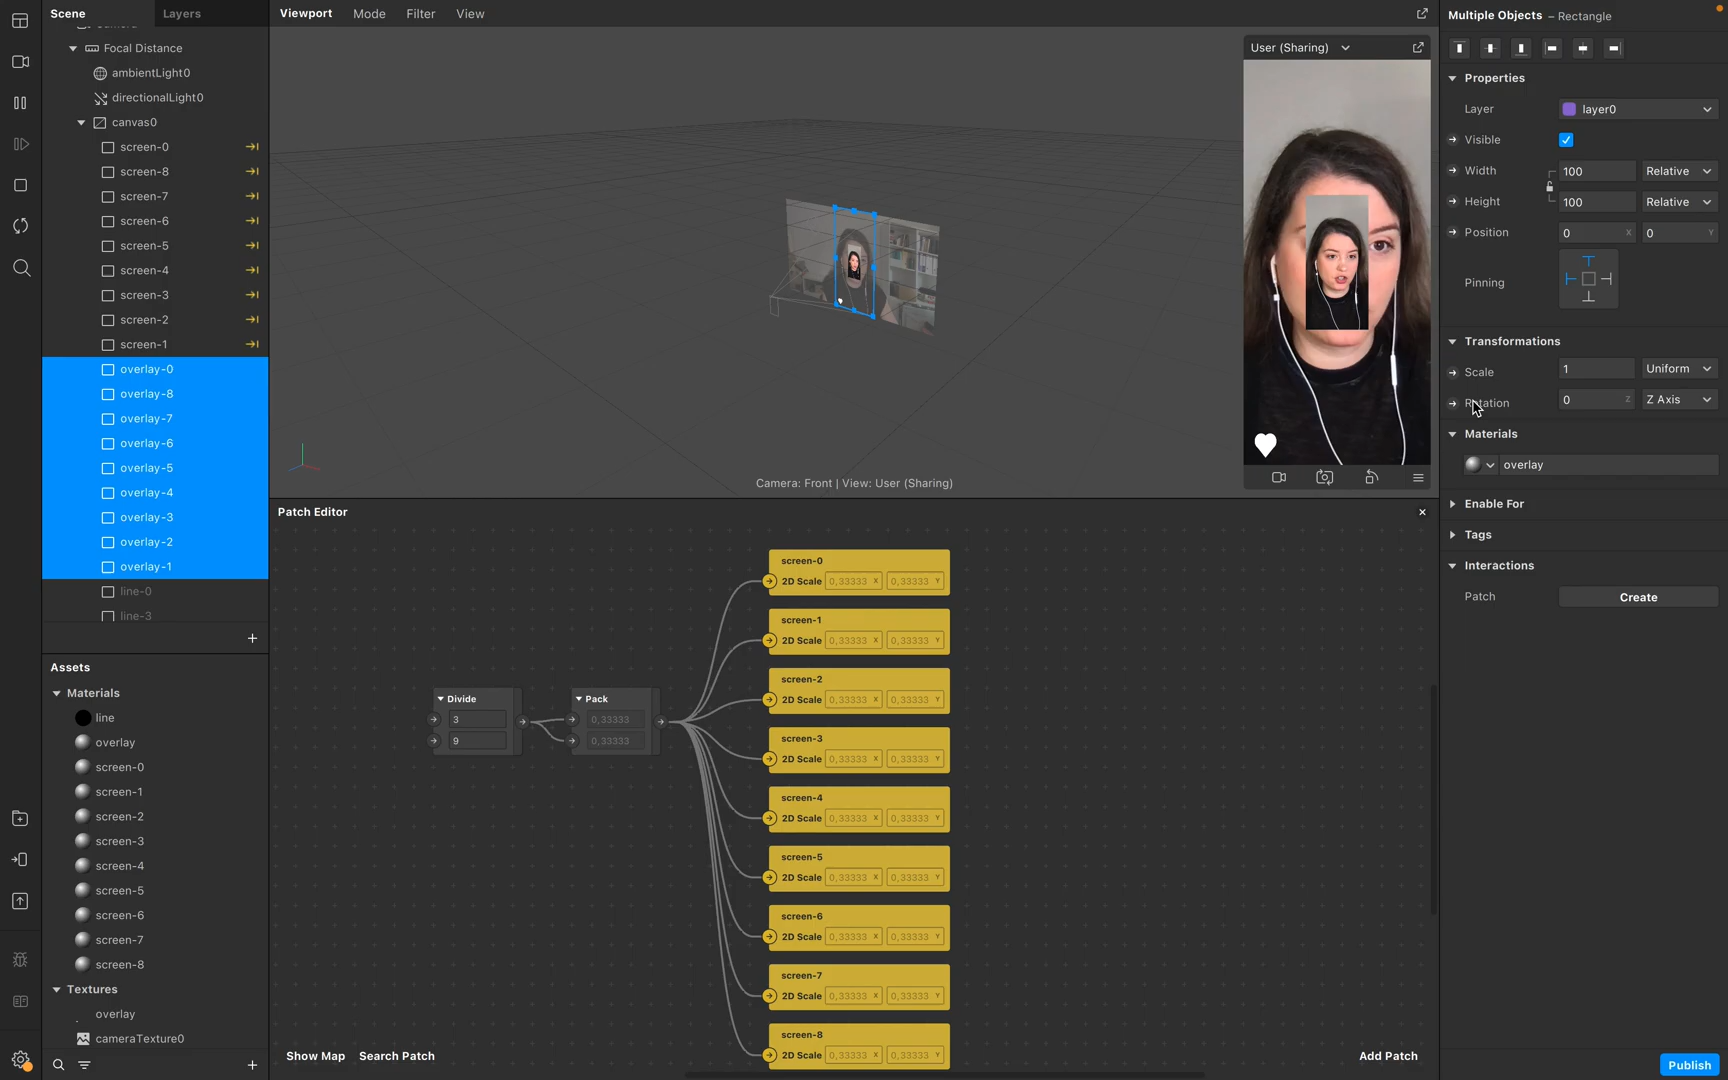 Scene
Layers
Viewport
Mode
Filter
View
Multiple Objects – Rectangle
Focal Distance
ambientLight0
directionalLight0
canvas0
screen-0
screen-8
screen-7
screen-6
screen-5
screen-4
screen-3
screen-2
screen-1
overlay-0
overlay-8
overlay-7
overlay-6
overlay-5
overlay-4
overlay-3
overlay-2
overlay-1
line-0
line-3
Assets
Materials
line
overlay
screen-0
screen-1
screen-2
screen-3
screen-4
screen-5
screen-6
screen-7
screen-8
Textures
overlay
cameraTexture0
User (Sharing)
Camera: Front | View: User (Sharing)
Patch Editor
Divide
3
9
Pack
0,33333
0,33333
screen-0
2D Scale 0,33333 X 0,33333 Y
screen-1
2D Scale 0,33333 X 0,33333 Y
screen-2
2D Scale 0,33333 X 0,33333 Y
screen-3
2D Scale 0,33333 X 0,33333 Y
screen-4
2D Scale 0,33333 X 0,33333 Y
screen-5
2D Scale 0,33333 X 0,33333 Y
screen-6
2D Scale 0,33333 X 0,33333 Y
screen-7
2D Scale 0,33333 X 0,33333 Y
screen-8
2D Scale 0,33333 X 0,33333 Y
Show Map
Search Patch
Add Patch
Properties
Layer layer0
Visible
Width 100 Relative
Height 100 Relative
Position 0 X 0 Y
Pinning
Transformations
Scale 1 Uniform
Rotation 0 Z Z Axis
Materials
overlay
Enable For
Tags
Interactions
Patch Create
Publish